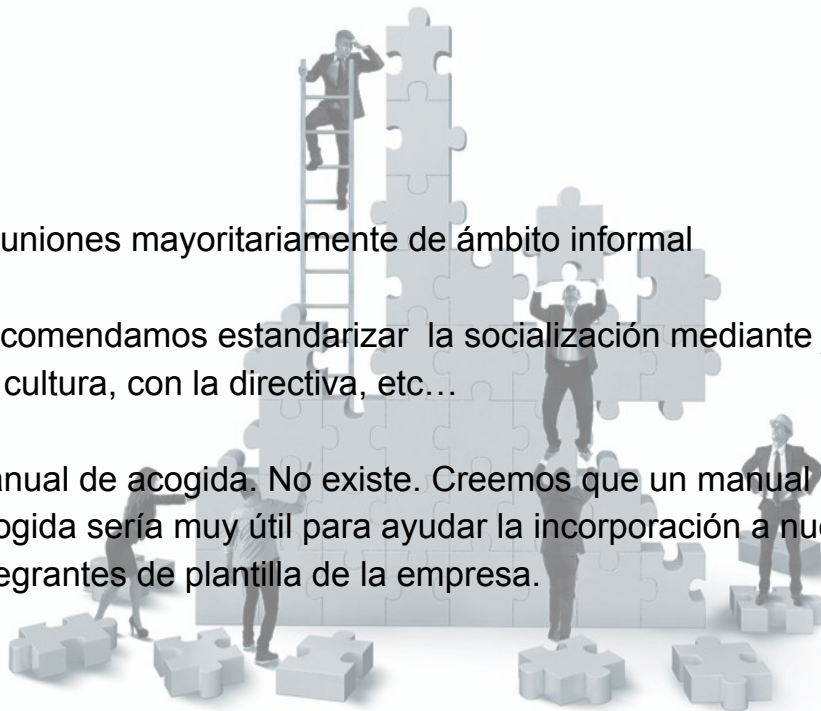 uniones mayoritariamente de ámbito informal
comendamos estandarizar  la socialización mediante
cultura, con la directiva, etc…
anual de acogida. No existe. Creemos que un manual
ogida sería muy útil para ayudar la incorporación a nue
egrantes de plantilla de la empresa.